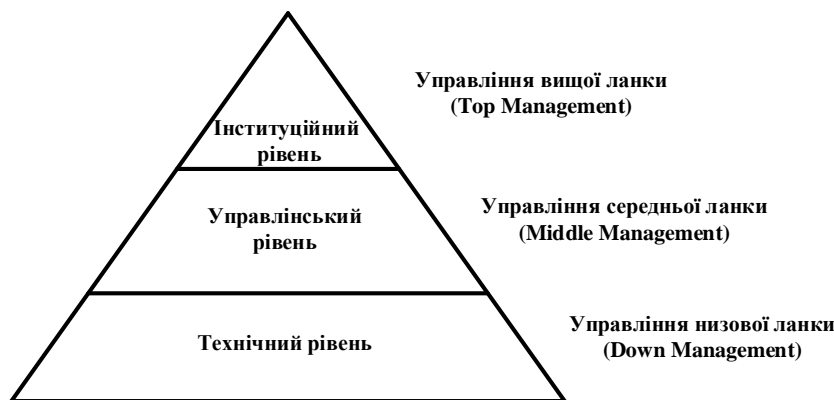 Управління вищої ланки
(Top Management)
Інституційний
рівень
Управлінський
рівень
Управління середньої ланки
(Middle Management)
Технічний рівень
Управління низової ланки
(Down Management)